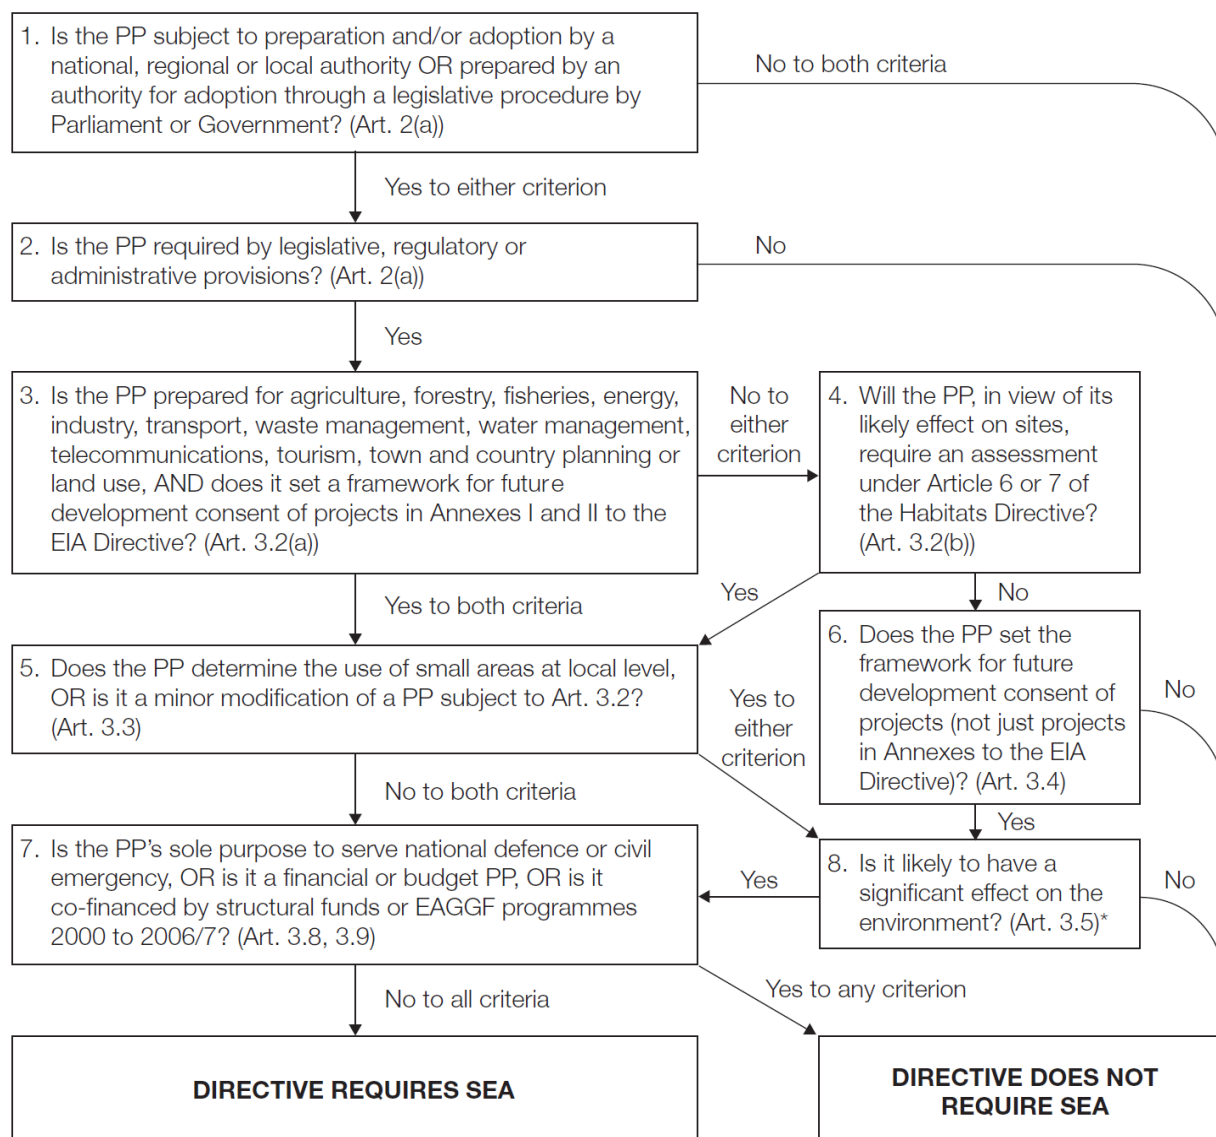 1. Is the PP subject to preparation and/or adoption by a
national, regional or local authority OR prepared by an
authority for adoption through a legislative procedure by
Parliament or Government? (Art. 2(a))
No to both criteria
Yes to either criterion
2. Is the PP required by legislative, regulatory or
administrative provisions? (Art. 2(a))
No
Yes
3. Is the PP prepared for agriculture, forestry, fisheries, energy,
industry, transport, waste management, water management,
telecommunications, tourism, town and country planning or
land use, AND does it set a framework for future
development consent of projects in Annexes I and II to the
EIA Directive? (Art. 3.2(a))
No to
either
criterion
4. Will the PP, in view of its
likely effect on sites,
require an assessment
under Article 6 or 7 of
the Habitats Directive?
(Art. 3.2(b))
Yes to both criteria
Yes
No
5. Does the PP determine the use of small areas at local level,
OR is it a minor modification of a PP subject to Art. 3.2?
(Art. 3.3)
Yes to
either
criterion
6. Does the PP set the
framework for future
development consent of
projects (not just projects
in Annexes to the EIA
Directive)? (Art. 3.4)
No
No to both criteria
Yes
7. Is the PP's sole purpose to serve national defence or civil
emergency, OR is it a financial or budget PP, OR is it
co-financed by structural funds or EAGGF programmes
2000 to 2006/7? (Art. 3.8, 3.9)
Yes
8. Is it likely to have a
significant effect on the
environment? (Art. 3.5)*
No
No to all criteria
Yes to any criterion
DIRECTIVE REQUIRES SEA
DIRECTIVE DOES NOT
REQUIRE SEA